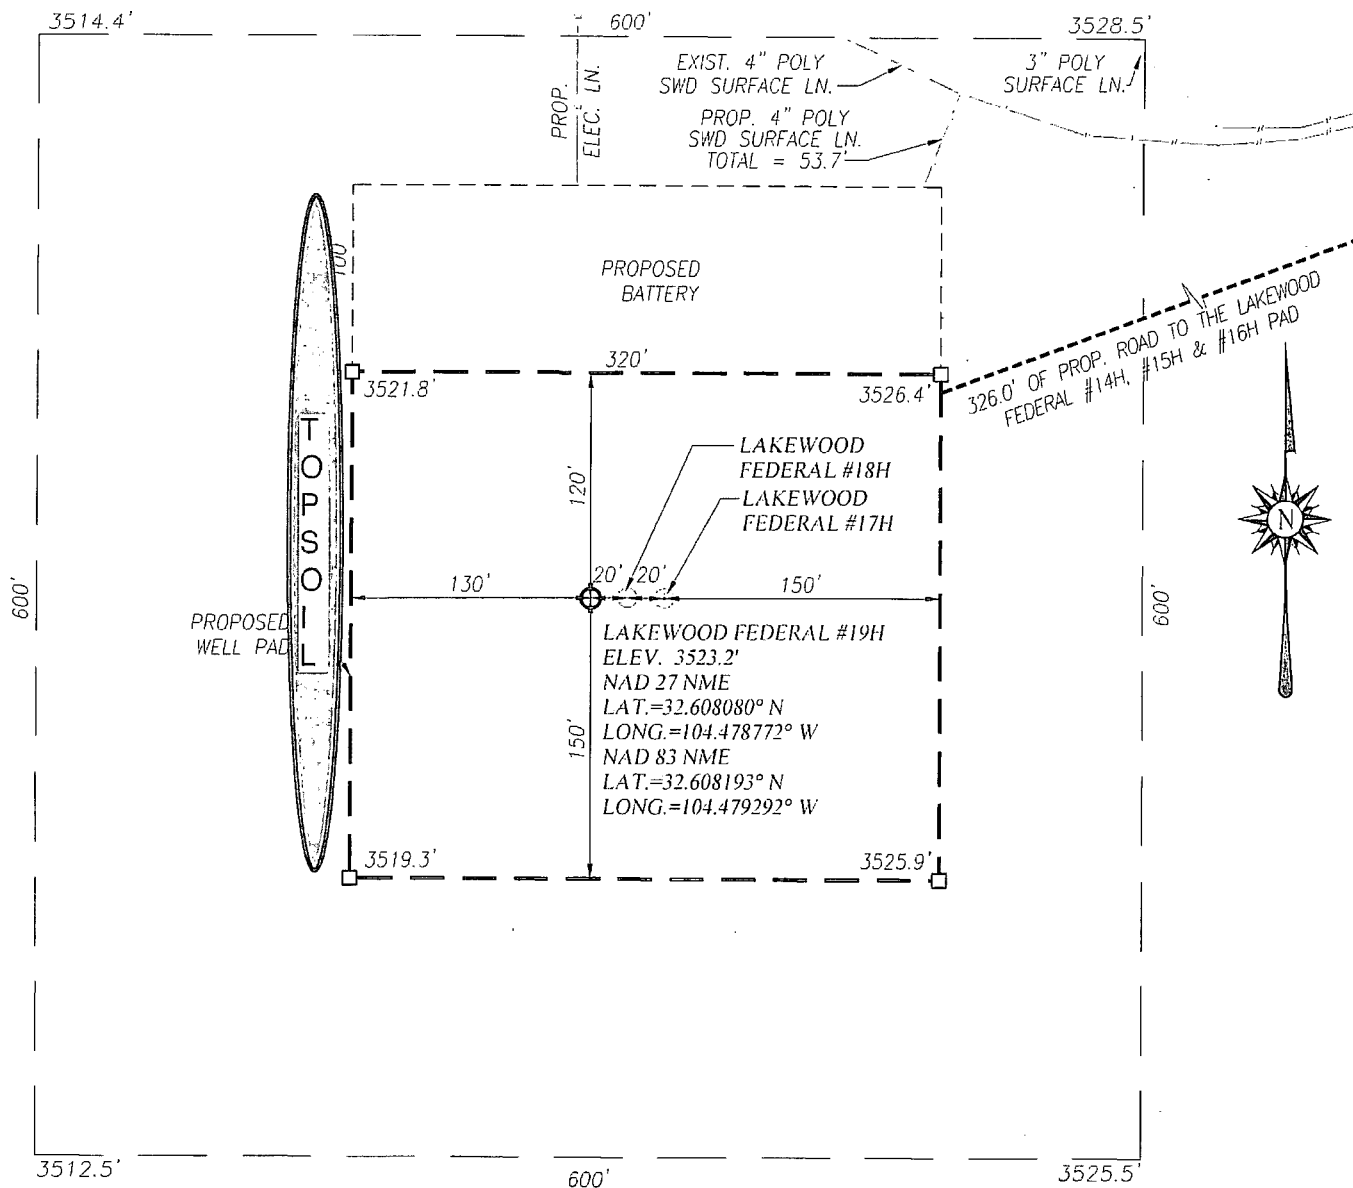 3514.4'
600'
3528.5'
EXIST. 4" POLY
SWD SURFACE LN.
3" POLY
SURFACE LN.
PROP.
ELEC. LN.
PROP. 4" POLY
SWD SURFACE LN.
TOTAL = 53.7'
100'
PROPOSED
BATTERY
326.0' OF PROP. ROAD TO THE LAKEWOOD
FEDERAL #14H, #15H & #16H PAD
320'
3521.8'
3526.4'
TOPSOIL
LAKEWOOD
FEDERAL #18H
LAKEWOOD
FEDERAL #17H
120'
N
130'
20'
20'
150'
600'
600'
PROPOSED
WELL PAD
LAKEWOOD FEDERAL #19H
ELEV. 3523.2'
NAD 27 NME
LAT.=32.608080° N
LONG.=104.478772° W
NAD 83 NME
LAT.=32.608193° N
LONG.=104.479292° W
150'
3519.3'
3525.9'
3512.5'
600'
3525.5'